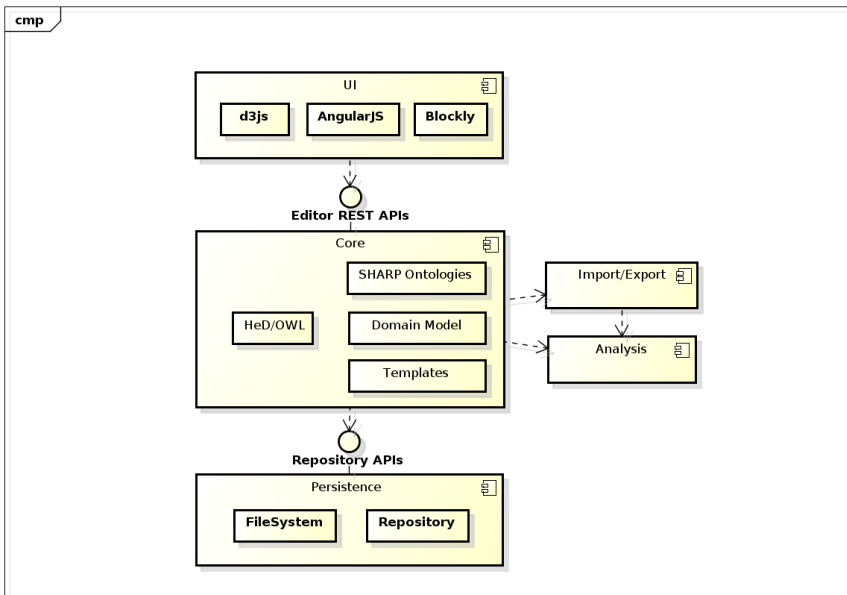 cmp
UI
d3js
AngularJS
Blockly
Editor REST APIs
Core
SHARP Ontologies
HeD/OWL
Domain Model
Templates
Import/Export
Analysis
Repository APIs
Persistence
FileSystem
Repository